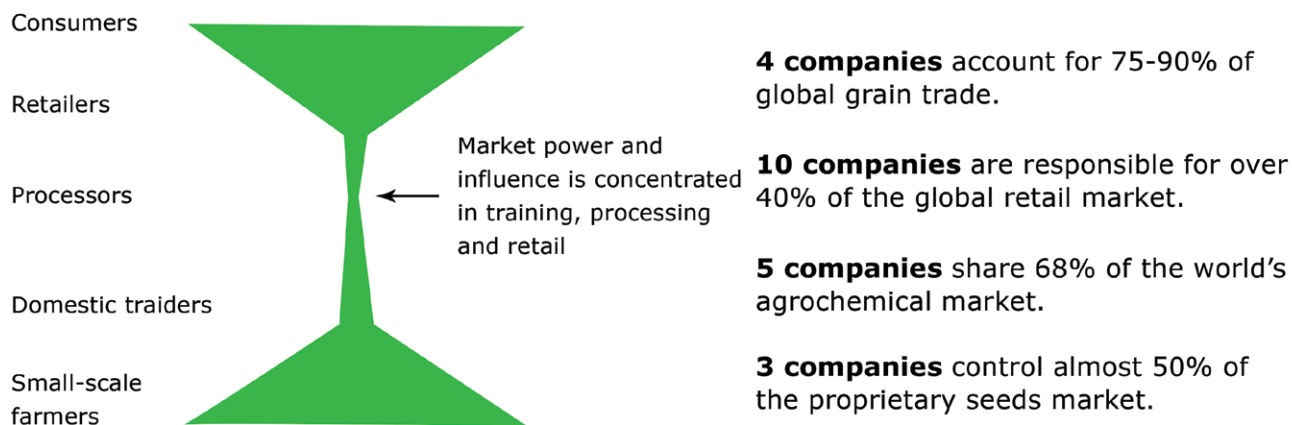 Consumers
Retailers
Processors
Domestic traiders
Small-scale
farmers
Market power and
influence is concentrated
in training, processing
and retail
4 companies account for 75-90% of
global grain trade.
10 companies are responsible for over
40% of the global retail market.
5 companies share 68% of the world’s
agrochemical market.
3 companies control almost 50% of
the proprietary seeds market.